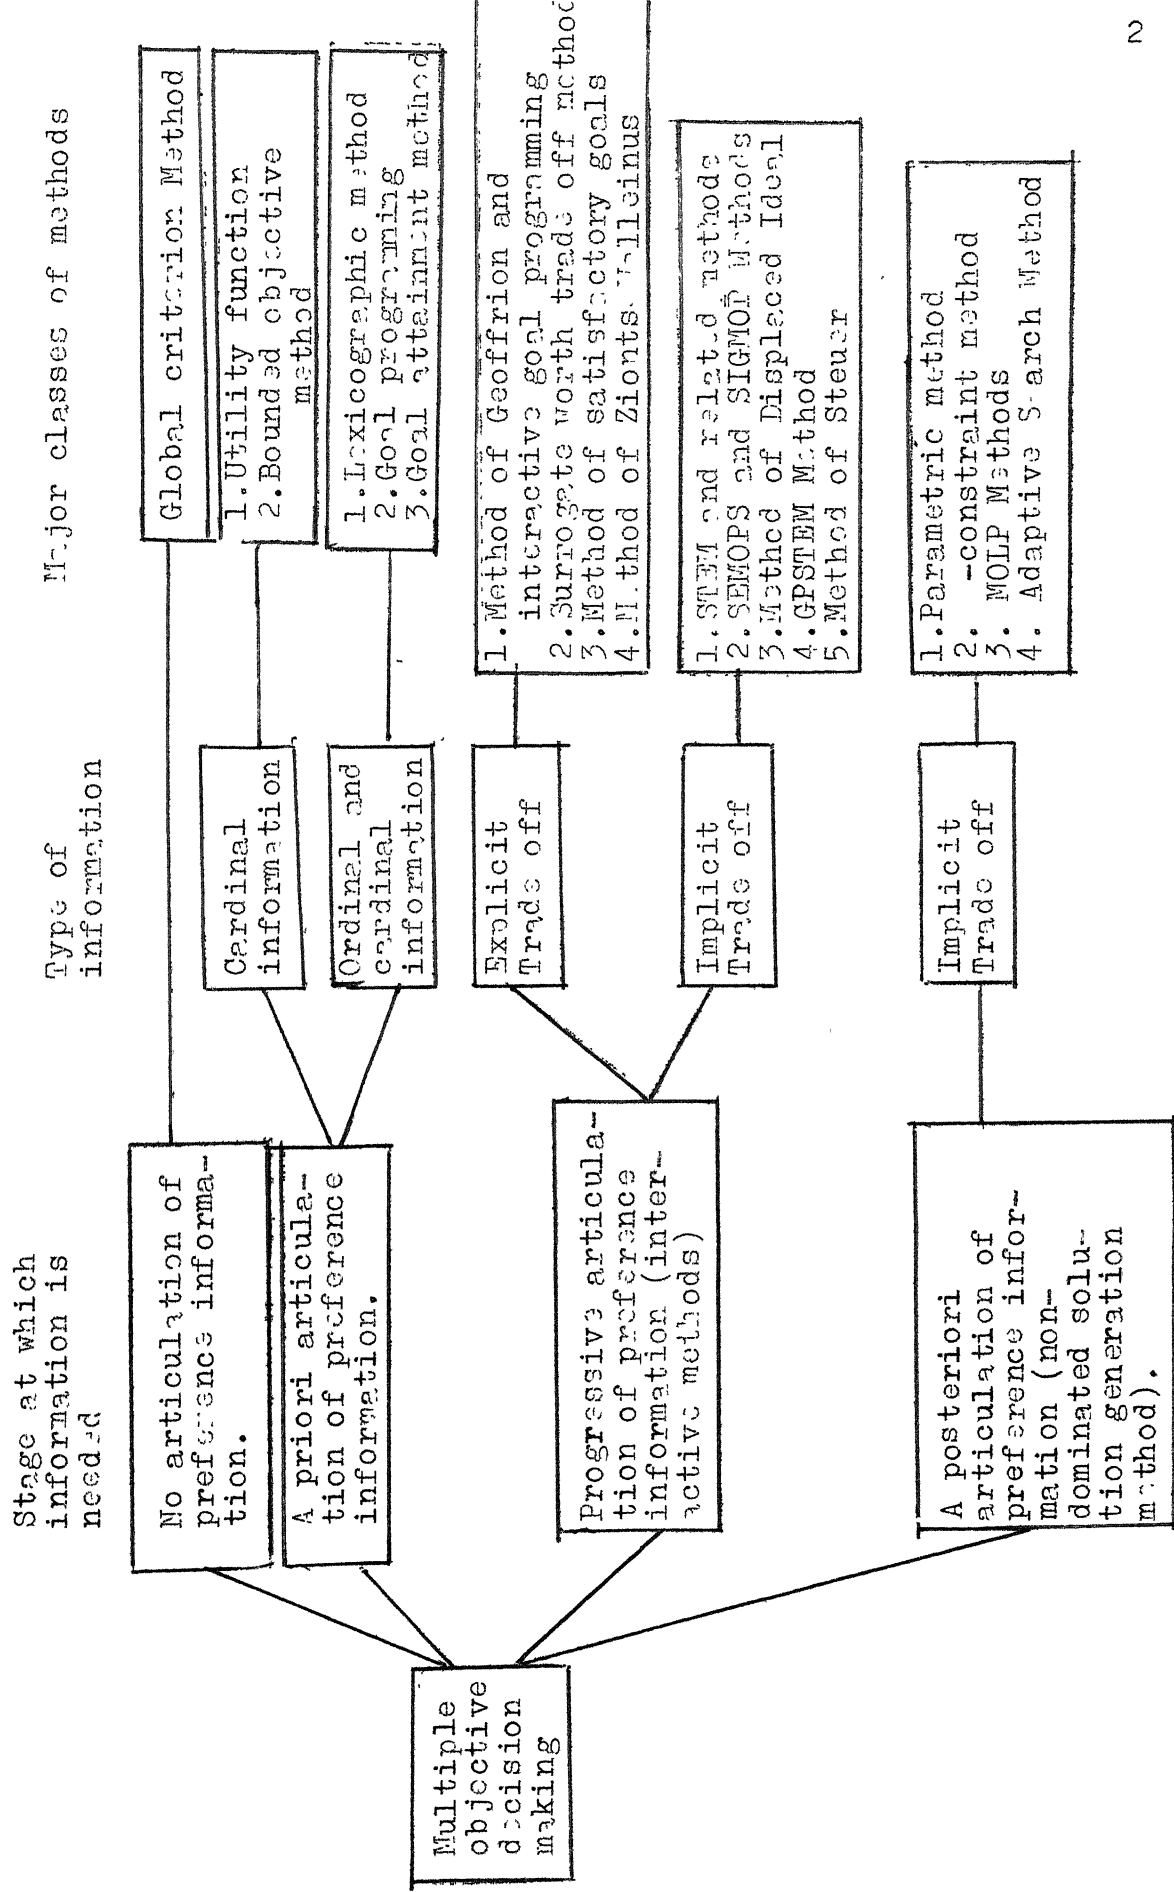 2
Stage at which
information is
needed
Type of
information
Major classes of methods
Multiple
objective
decision
making
No articulation of
preference informa-
tion.
Global criterion Method
A priori articula-
tion of preference
information.
Cardinal
information
1.Utility function
2.Bounded objective
method
Ordinal and
cardinal
information
1.Lexicographic method
2.Goal programming
3.Goal attainment method
Progressive articula-
tion of preference
information (inter-
active methods)
Explicit
Trade off
1.Method of Geoffrion and
interactive goal programming
2.Surrogate worth trade off method
3.Method of satisfactory goals
4.Method of Zionts-Walleinus
Implicit
Trade off
1.STEM and related methods
2.SEMOPS and SIGMOP Methods
3.Method of Displaced Ideal
4.GPSTEM Method
5.Method of Steuer
A posteriori
articulation of
preference infor-
mation (non-
dominated solu-
tion generation
method).
Implicit
Trade off
1.Parametric method
2. -constraint method
3. MOLP Methods
4. Adaptive Search Method